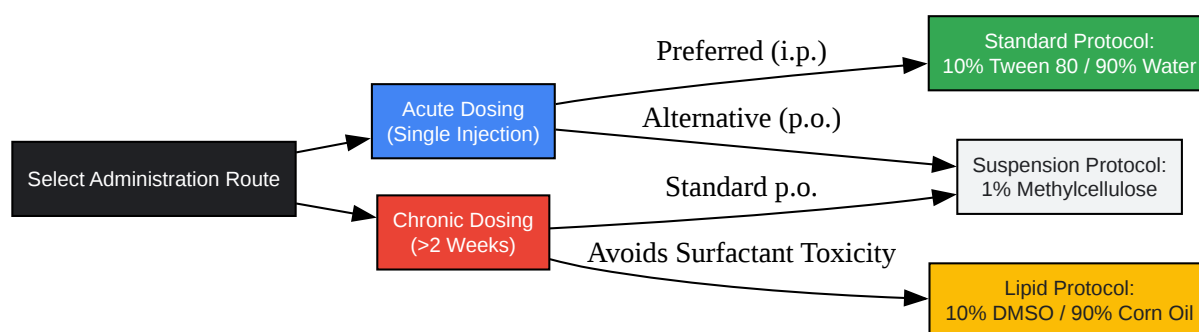 Select Administration Route
Acute Dosing
(Single Injection)
Chronic Dosing
(>2 Weeks)
Preferred (i.p.)
Alternative (p.o.)
Standard p.o.
Avoids Surfactant Toxicity
Standard Protocol:
10% Tween 80 / 90% Water
Suspension Protocol:
1% Methylcellulose
Lipid Protocol:
10% DMSO / 90% Corn Oil